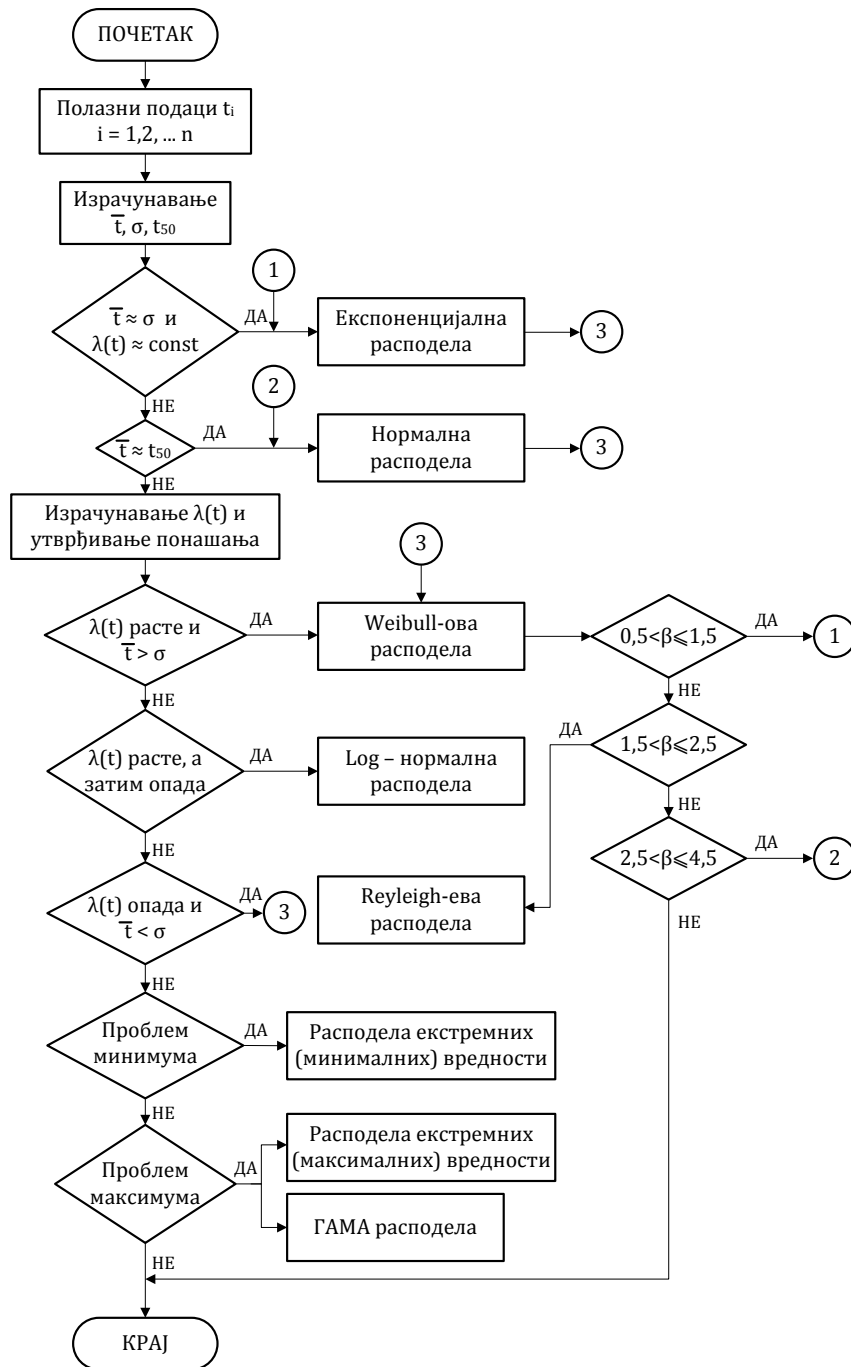 ПОЧЕТАК
Полазни подаци tᵢ
i = 1,2, ... n
Израчунавање
t̅, σ, t₅₀
1
t̅ ≈ σ и
λ(t) ≈ const
ДА
Експоненцијална
расподела
3
НЕ
2
t̅ ≈ t₅₀
ДА
Нормална
расподела
3
НЕ
Израчунавање λ(t) и
утврђивање понашања
3
λ(t) расте и
t̅ > σ
ДА
Weibull-ова
расподела
0,5<β⩽1,5
ДА
1
НЕ
НЕ
λ(t) расте, а
затим опада
ДА
Log – нормална
расподела
ДА
1,5<β⩽2,5
НЕ
НЕ
2,5<β⩽4,5
ДА
2
НЕ
λ(t) опада и
t̅ < σ
ДА
3
Reyleigh-ева
расподела
НЕ
Проблем
минимума
ДА
Расподела екстремних
(минималних) вредности
НЕ
Проблем
максимума
ДА
Расподела екстремних
(максималних) вредности
ГАМА расподела
НЕ
КРАЈ